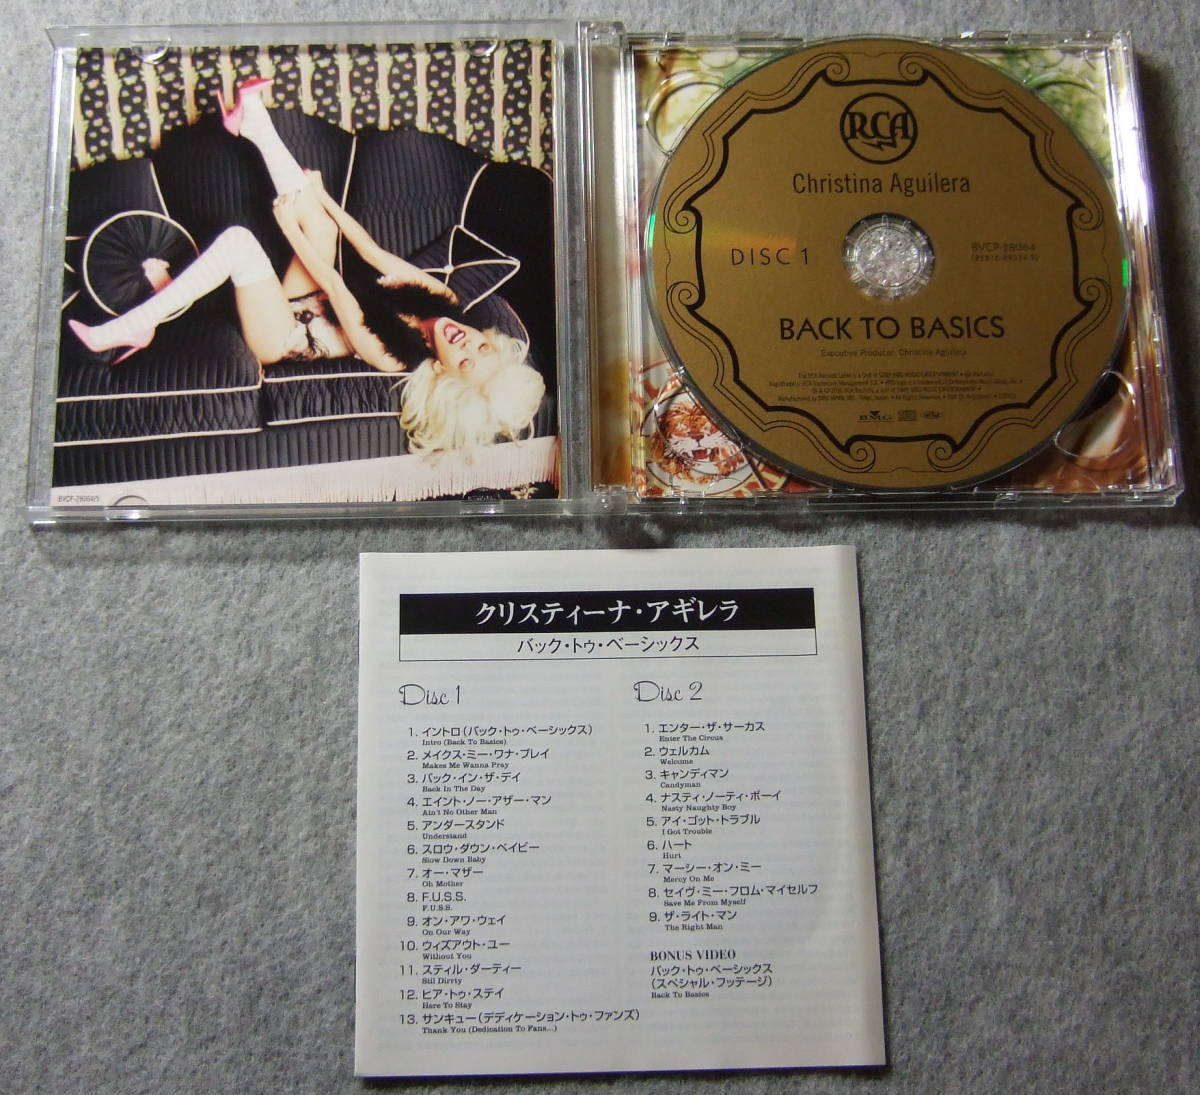 BVCP-28064/5
RCA
Christina Aguilera
DISC 1
BVCP-28064
BACK TO BASICS
Executive Producer: Christina Aguilera
BMG
クリスティーナ・アギレラ
バック・トゥ・ベーシックス
Disc 1
1. イントロ（バック・トゥ・ベーシックス）
Intro (Back To Basics)
2. メイクス・ミー・ワナ・プレイ
Makes Me Wanna Pray
3. バック・イン・ザ・デイ
Back In The Day
4. エイント・ノー・アザー・マン
Ain't No Other Man
5. アンダースタンド
Understand
6. スロウ・ダウン・ベイビー
Slow Down Baby
7. オー・マザー
Oh Mother
8. F.U.S.S.
F.U.S.S.
9. オン・アワ・ウェイ
On Our Way
10. ウィズアウト・ユー
Without You
11. スティル・ダーティー
Still Dirrty
12. ヒア・トゥ・ステイ
Here To Stay
13. サンキュー（デディケーション・トゥ・ファンズ）
Thank You (Dedication To Fans...)
Disc 2
1. エンター・ザ・サーカス
Enter The Circus
2. ウェルカム
Welcome
3. キャンディマン
Candyman
4. ナスティ・ノーティ・ボーイ
Nasty Naughty Boy
5. アイ・ゴット・トラブル
I Got Trouble
6. ハート
Hurt
7. マーシー・オン・ミー
Mercy On Me
8. セイヴ・ミー・フロム・マイセルフ
Save Me From Myself
9. ザ・ライト・マン
The Right Man
BONUS VIDEO
バック・トゥ・ベーシックス
（スペシャル・フッテージ）
Back To Basics